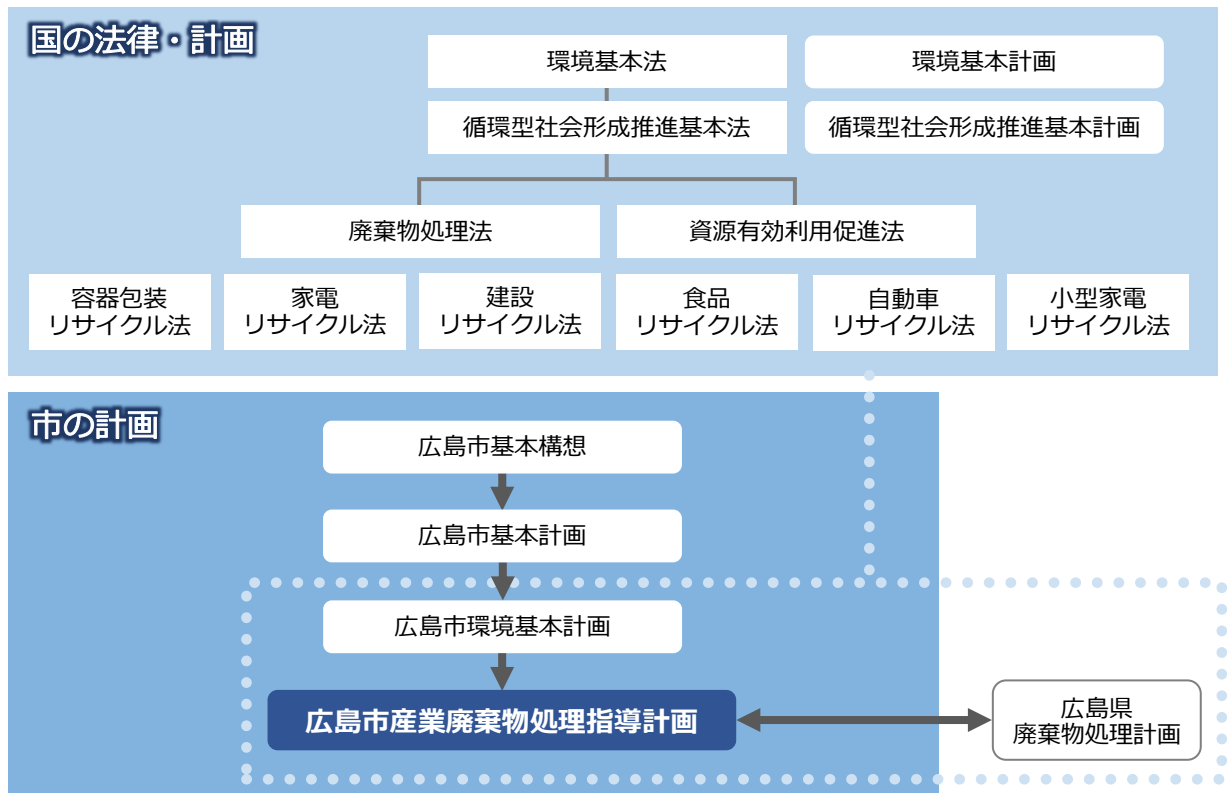 国の法律・計画
環境基本法
環境基本計画
循環型社会形成推進基本法
循環型社会形成推進基本計画
廃棄物処理法
資源有効利用促進法
容器包装
リサイクル法
家電
リサイクル法
建設
リサイクル法
食品
リサイクル法
自動車
リサイクル法
小型家電
リサイクル法
市の計画
広島市基本構想
広島市基本計画
広島市環境基本計画
広島市産業廃棄物処理指導計画
広島県
廃棄物処理計画